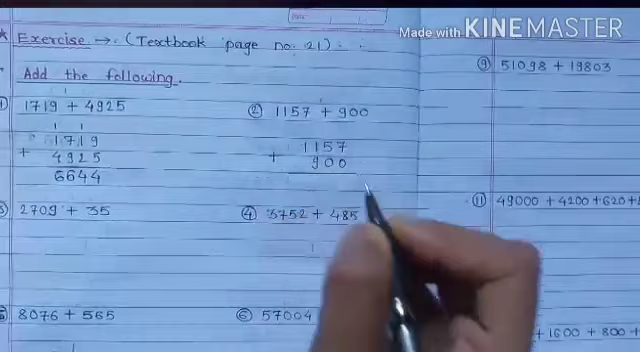 Made with KINEMASTER
Exercise → (Textbook page no. 21) :
Add the following.
1719 + 4925
1 1
1719
+ 4925
6644
② 1157 + 900
1157
+ 900
2709 + 35
④ 3752 + 485
8076 + 565
⑥ 57004
⑨ 51098 + 19803
⑪ 49000 + 4200 + 620 +
+ 1600 + 800 +